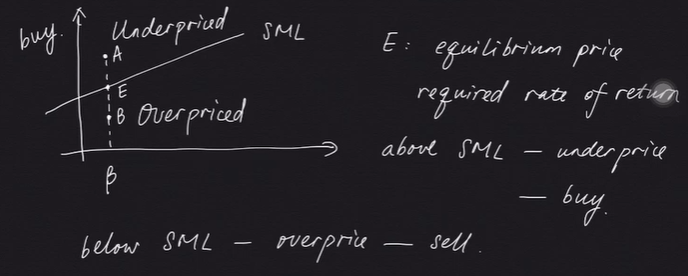 buy.
Underpriced
A
SML
E
B Overpriced
β
E: equilibrium price
required rate of return
above SML — underprice
— buy.
below SML — overprice — sell.